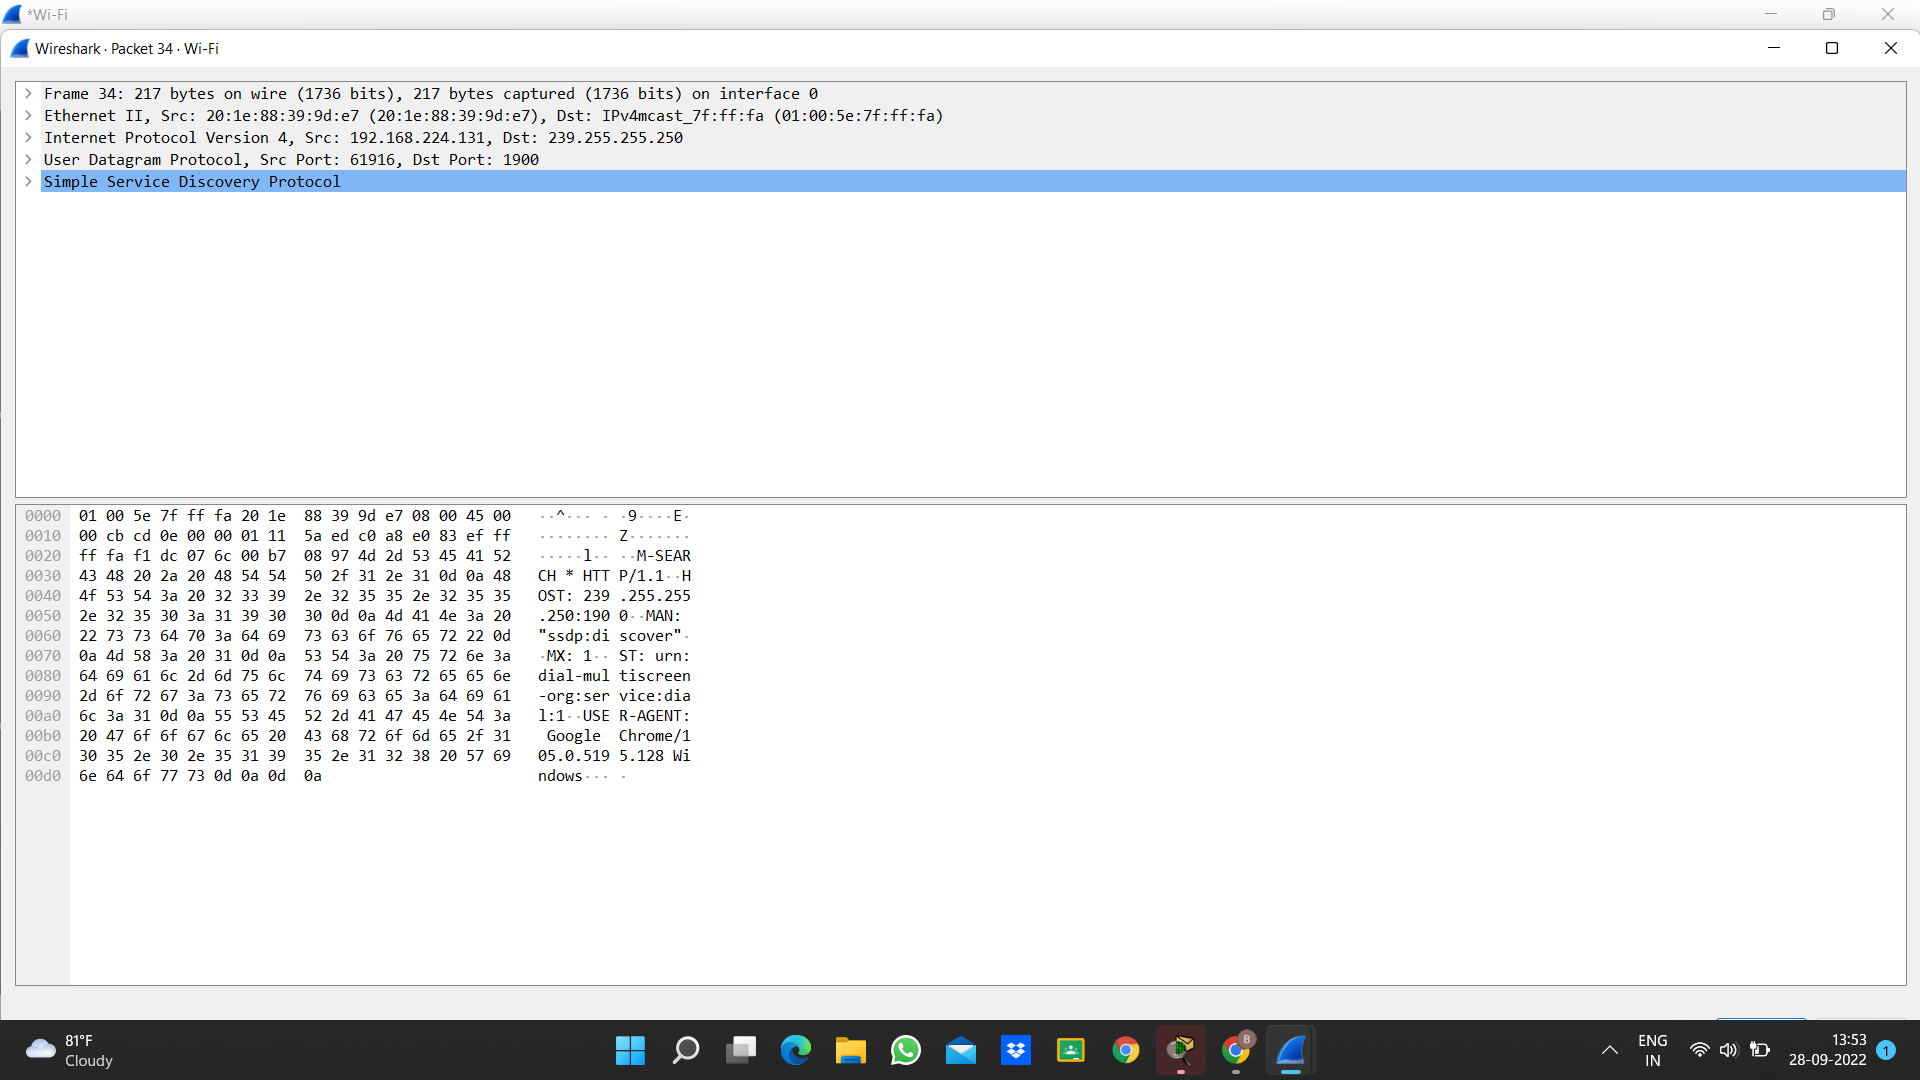 *Wi-Fi
Wireshark · Packet 34 · Wi-Fi
Frame 34: 217 bytes on wire (1736 bits), 217 bytes captured (1736 bits) on interface 0
Ethernet II, Src: 20:1e:88:39:9d:e7 (20:1e:88:39:9d:e7), Dst: IPv4mcast_7f:ff:fa (01:00:5e:7f:ff:fa)
Internet Protocol Version 4, Src: 192.168.224.131, Dst: 239.255.255.250
User Datagram Protocol, Src Port: 61916, Dst Port: 1900
Simple Service Discovery Protocol
0000 01 00 5e 7f ff fa 20 1e 88 39 9d e7 08 00 45 00 ··^··· · ·9····E·
0010 00 cb cd 0e 00 00 01 11 5a ed c0 a8 e0 83 ef ff ········ Z·······
0020 ff fa f1 dc 07 6c 00 b7 08 97 4d 2d 53 45 41 52 ·····l·· ··M-SEAR
0030 43 48 20 2a 20 48 54 54 50 2f 31 2e 31 0d 0a 48 CH * HTT P/1.1··H
0040 4f 53 54 3a 20 32 33 39 2e 32 35 35 2e 32 35 35 OST: 239 .255.255
0050 2e 32 35 30 3a 31 39 30 30 0d 0a 4d 41 4e 3a 20 .250:190 0··MAN:
0060 22 73 73 64 70 3a 64 69 73 63 6f 76 65 72 22 0d "ssdp:di scover"·
0070 0a 4d 58 3a 20 31 0d 0a 53 54 3a 20 75 72 6e 3a ·MX: 1·· ST: urn:
0080 64 69 61 6c 2d 6d 75 6c 74 69 73 63 72 65 65 6e dial-mul tiscreen
0090 2d 6f 72 67 3a 73 65 72 76 69 63 65 3a 64 69 61 -org:ser vice:dia
00a0 6c 3a 31 0d 0a 55 53 45 52 2d 41 47 45 4e 54 3a l:1··USE R-AGENT:
00b0 20 47 6f 6f 67 6c 65 20 43 68 72 6f 6d 65 2f 31 Google Chrome/1
00c0 30 35 2e 30 2e 35 31 39 35 2e 31 32 38 20 57 69 05.0.519 5.128 Wi
00d0 6e 64 6f 77 73 0d 0a 0d 0a ndows··· ·
81°F
Cloudy
B
ENG
IN
13:53
28-09-2022
1